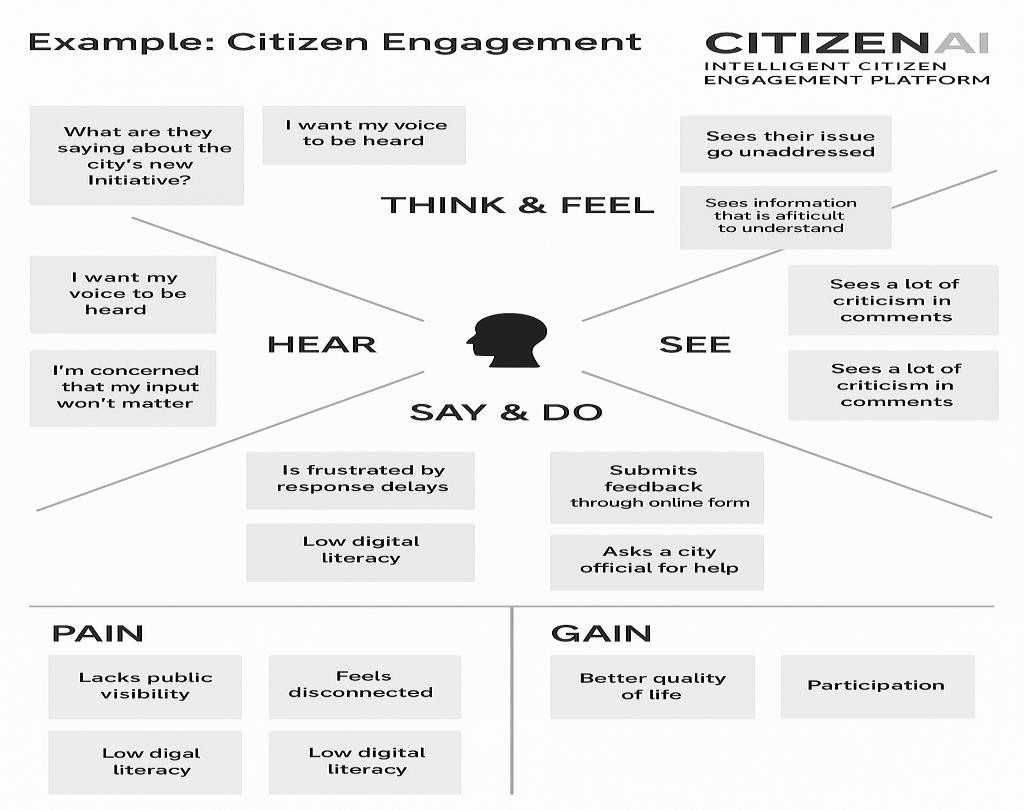 Example: Citizen Engagement
CITIZENAI
INTELLIGENT CITIZEN
ENGAGEMENT PLATFORM
What are they
saying about the
city's new
Initiative?
I want my voice
to be heard
Sees their issue
go unaddressed
THINK & FEEL
Sees information
that is afiticult
to understand
I want my
voice to be
heard
Sees a lot of
criticism in
comments
HEAR
SEE
I'm concerned
that my input
won't matter
Sees a lot of
criticism in
comments
SAY & DO
Is frustrated by
response delays
Submits
feedback
through online form
Low digital
literacy
Asks a city
official for help
PAIN
Lacks public
visibility
Feels
disconnected
Low digal
literacy
Low digital
literacy
GAIN
Better quality
of life
Participation